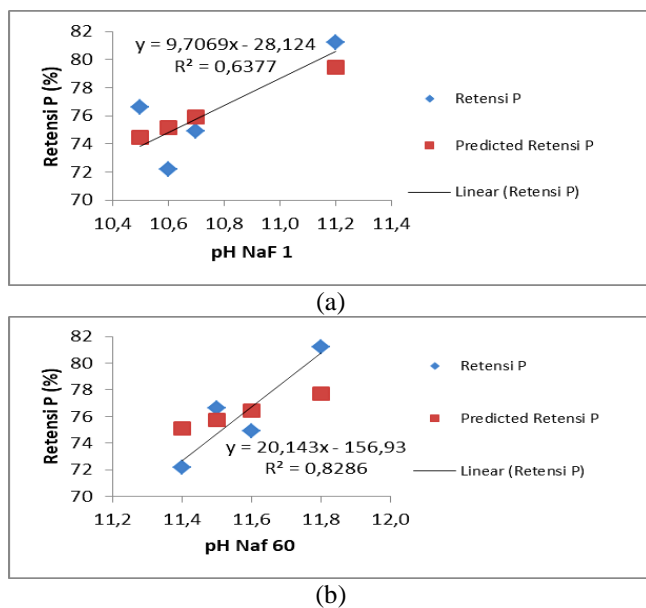 82
80
78
76
74
72
70
Retensi P (%)
y = 9,7069x - 28,124
R² = 0,6377
10,4 10,6 10,8 11,0 11,2 11,4
pH NaF 1
Retensi P
Predicted Retensi P
Linear (Retensi P)
(a)
82
80
78
76
74
72
70
Retensi P (%)
y = 20,143x - 156,93
R² = 0,8286
11,2 11,4 11,6 11,8 12,0
pH Naf 60
Retensi P
Predicted Retensi P
Linear (Retensi P)
(b)